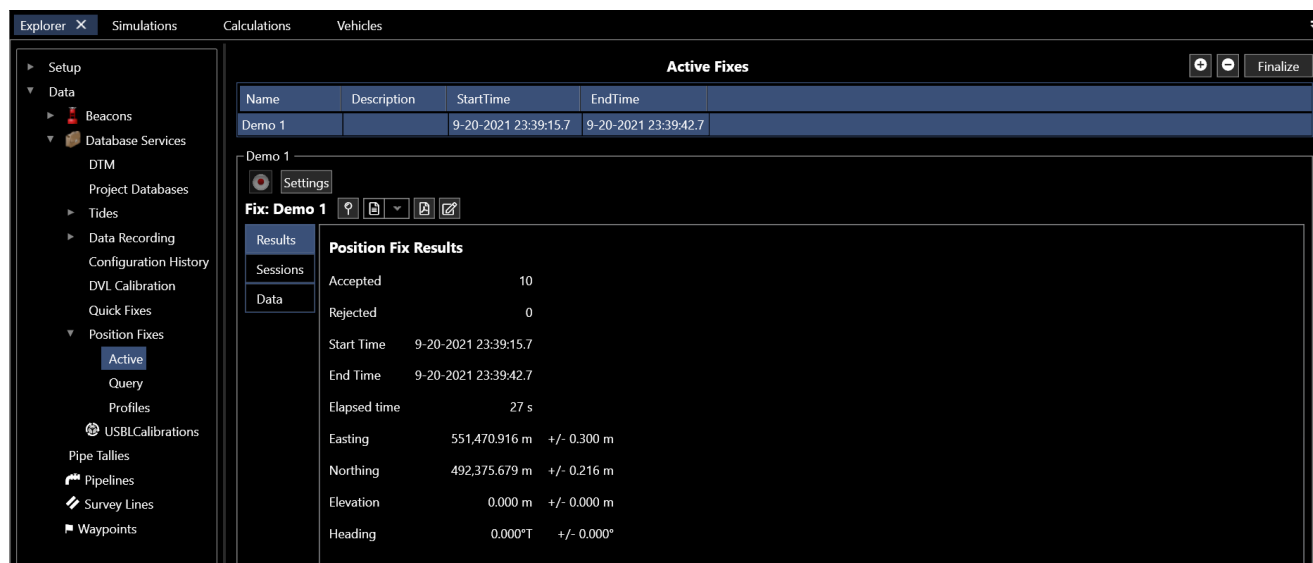 Explorer Simulations Calculations Vehicles
Setup
Data
Beacons
Database Services
DTM
Project Databases
Tides
Data Recording
Configuration History
DVL Calibration
Quick Fixes
Position Fixes
Active
Query
Profiles
USBLCalibrations
Pipe Tallies
Pipelines
Survey Lines
Waypoints
Active Fixes
Finalize
Name Description StartTime EndTime
Demo 1 9-20-2021 23:39:15.7 9-20-2021 23:39:42.7
Demo 1
Settings
Fix: Demo 1
Results
Sessions
Data
Position Fix Results
Accepted 10
Rejected 0
Start Time 9-20-2021 23:39:15.7
End Time 9-20-2021 23:39:42.7
Elapsed time 27 s
Easting 551,470.916 m +/- 0.300 m
Northing 492,375.679 m +/- 0.216 m
Elevation 0.000 m +/- 0.000 m
Heading 0.000°T +/- 0.000°